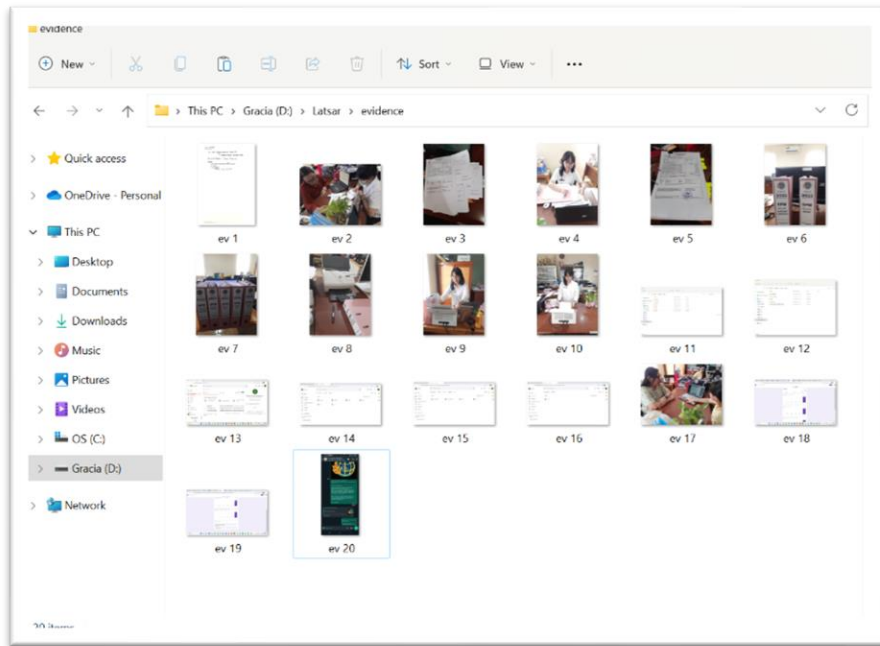 evidence
New Sort View ...
This PC > Gracia (D:) > Latsar > evidence
Quick access
OneDrive - Personal
This PC
Desktop
Documents
Downloads
Music
Pictures
Videos
OS (C:)
Gracia (D:)
Network
ev 1 ev 2 ev 3 ev 4 ev 5 ev 6
ev 7 ev 8 ev 9 ev 10 ev 11 ev 12
ev 13 ev 14 ev 15 ev 16 ev 17 ev 18
ev 19 ev 20
20 items